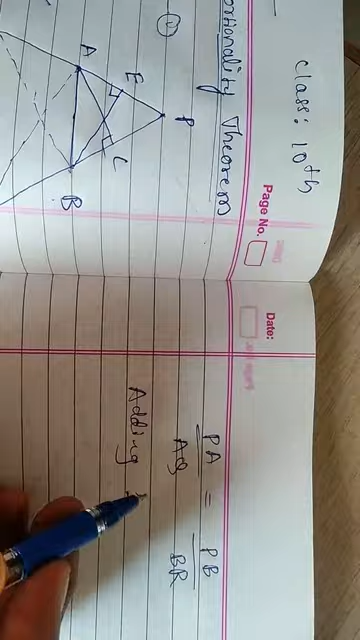 class: 10th
Page No.
ortionality Theorem
P
E
A
C
B
Date:
PA/AQ = PB/BR
Adding